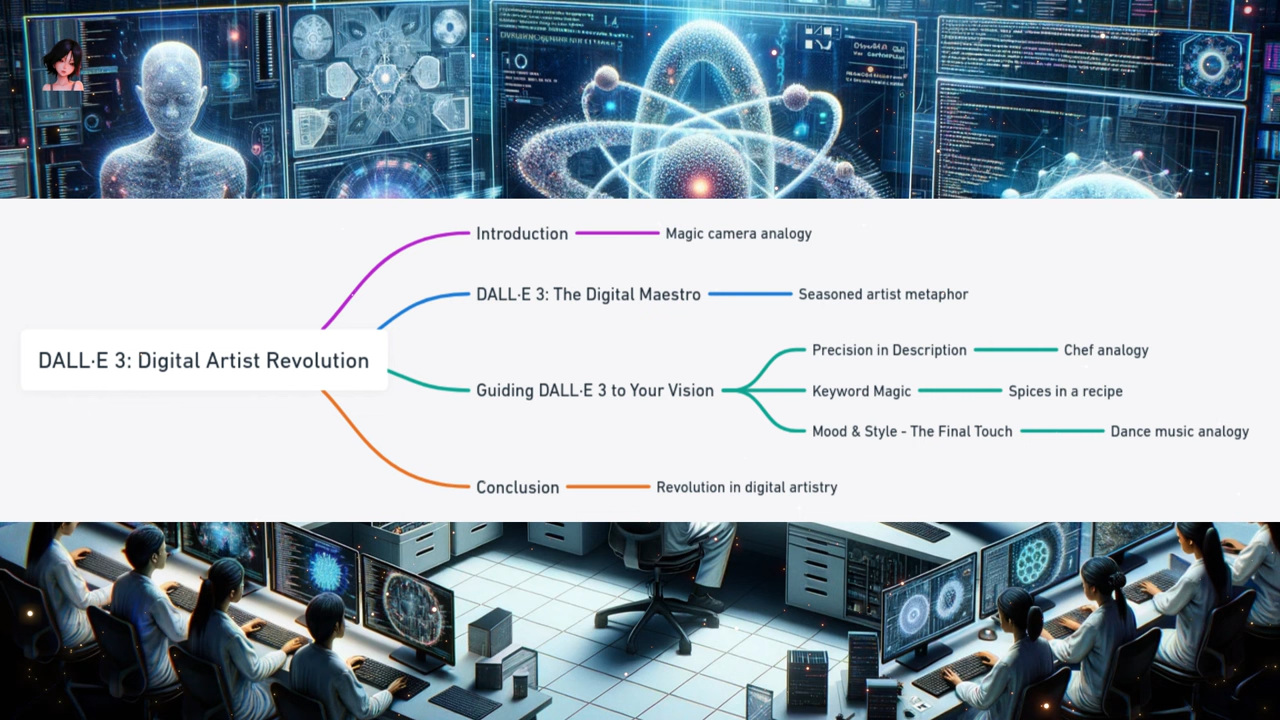 Introduction
Magic camera analogy
DALL·E 3: The Digital Maestro
Seasoned artist metaphor
DALL·E 3: Digital Artist Revolution
Guiding DALL·E 3 to Your Vision
Precision in Description
Chef analogy
Keyword Magic
Spices in a recipe
Mood & Style - The Final Touch
Dance music analogy
Conclusion
Revolution in digital artistry